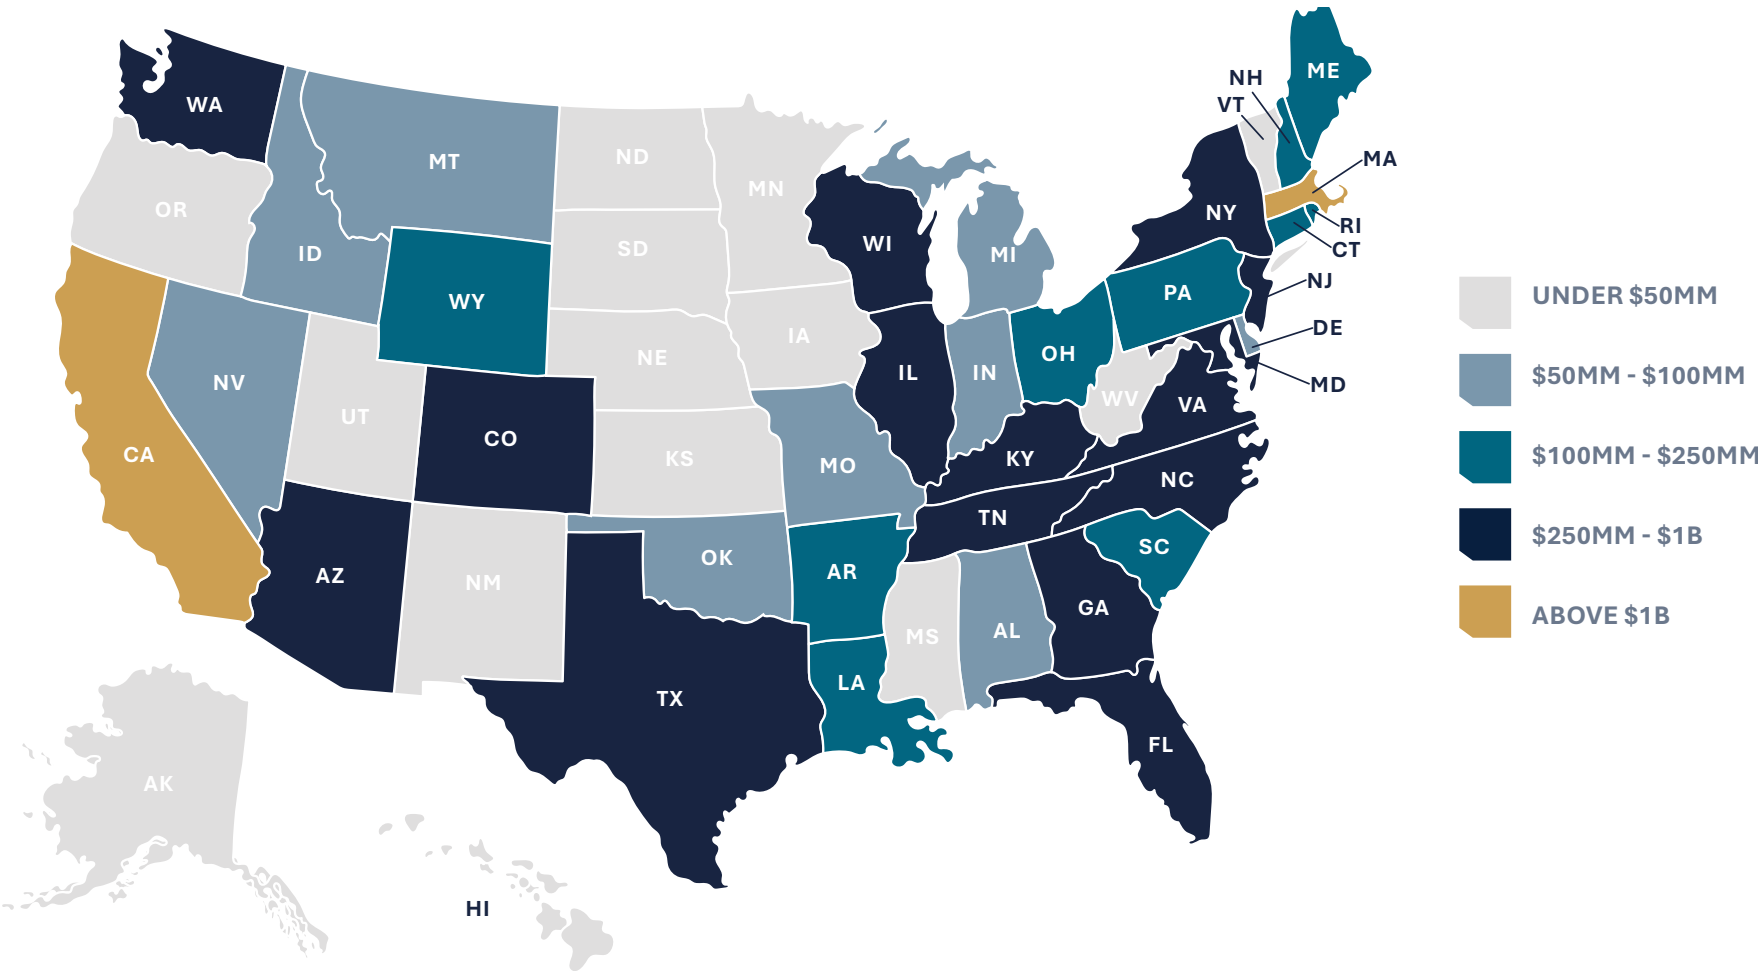 ME
NH
VT
WA
MA
MT
ND
MN
OR
NY
RI
WI
SD
CT
ID
MI
NJ
PA
UNDER $50MM
WY
DE
IA
OH
NE
IL
IN
$50MM - $100MM
NV
MD
WV
VA
UT
CO
CA
KS
KY
$100MM - $250MM
MO
NC
TN
$250MM - $1B
SC
OK
AR
AZ
NM
GA
ABOVE $1B
AL
MS
LA
TX
FL
AK
HI